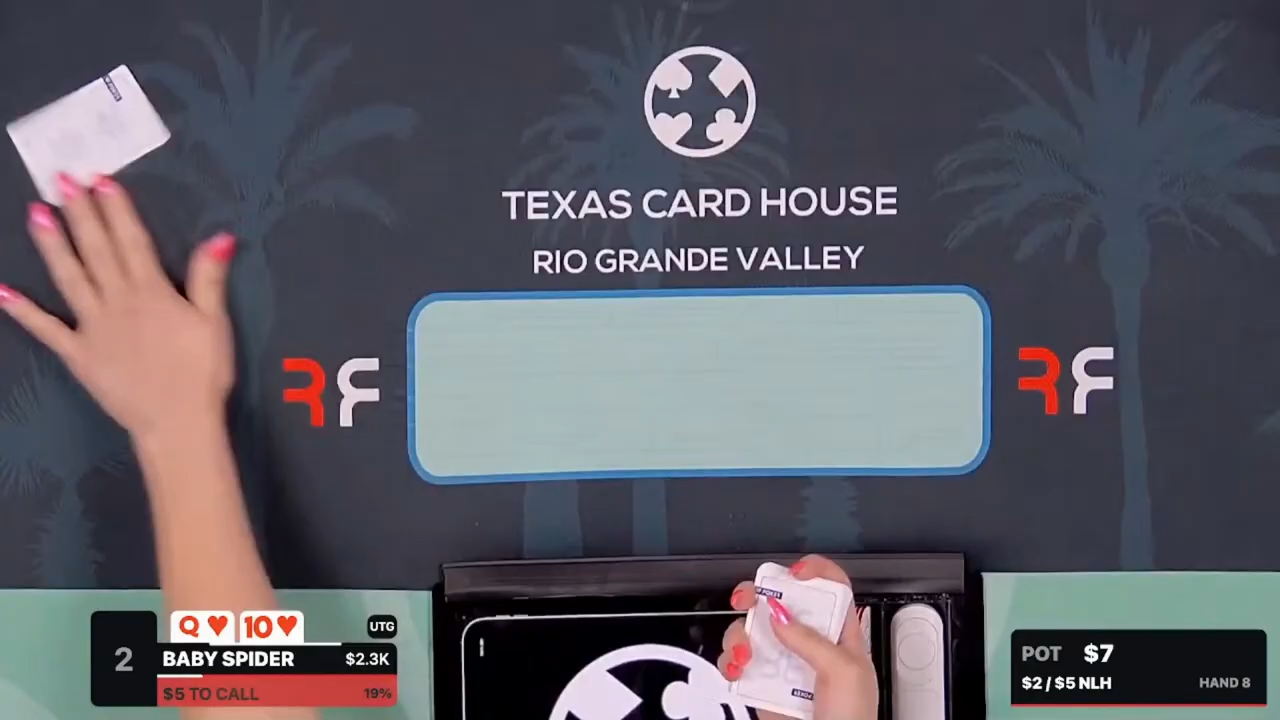 TEXAS CARD HOUSE
RIO GRANDE VALLEY
RF
RF
2
Q♥ 10♥
UTG
BABY SPIDER
$2.3K
$5 TO CALL
19%
POT $7
$2 / $5 NLH
HAND 8
POKER